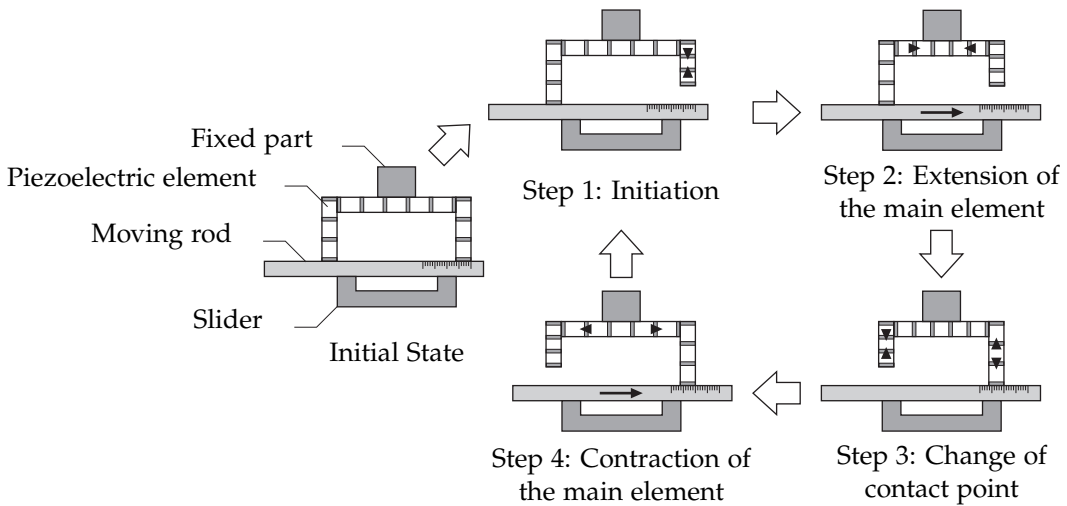 Fixed part
Piezoelectric element
Moving rod
Slider
Initial State
Step 1: Initiation
Step 2: Extension of
the main element
Step 3: Change of
contact point
Step 4: Contraction of
the main element